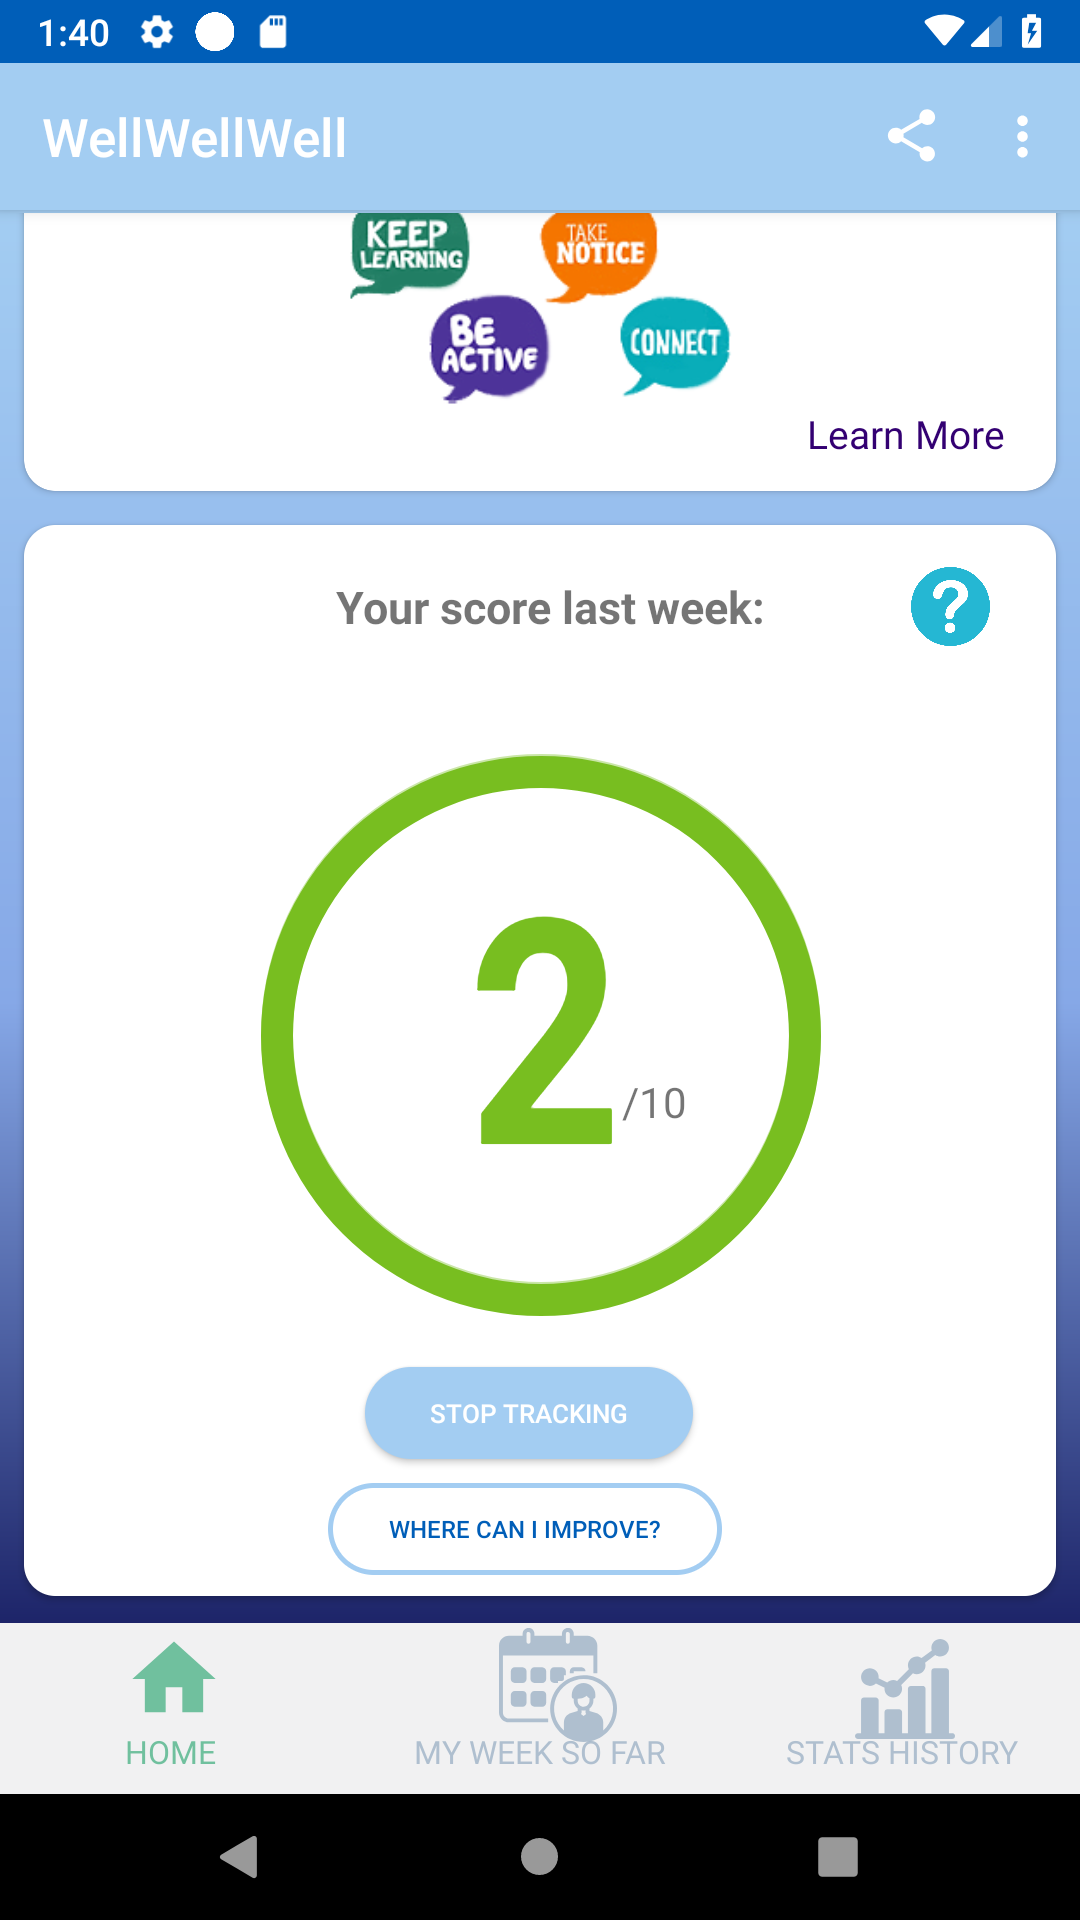 1:40
WellWellWell
KEEP
LEARNING
TAKE
NOTICE
BE
ACTIVE
CONNECT
Learn More
Your score last week:
?
2
/10
STOP TRACKING
WHERE CAN I IMPROVE?
HOME
MY WEEK SO FAR
STATS HISTORY